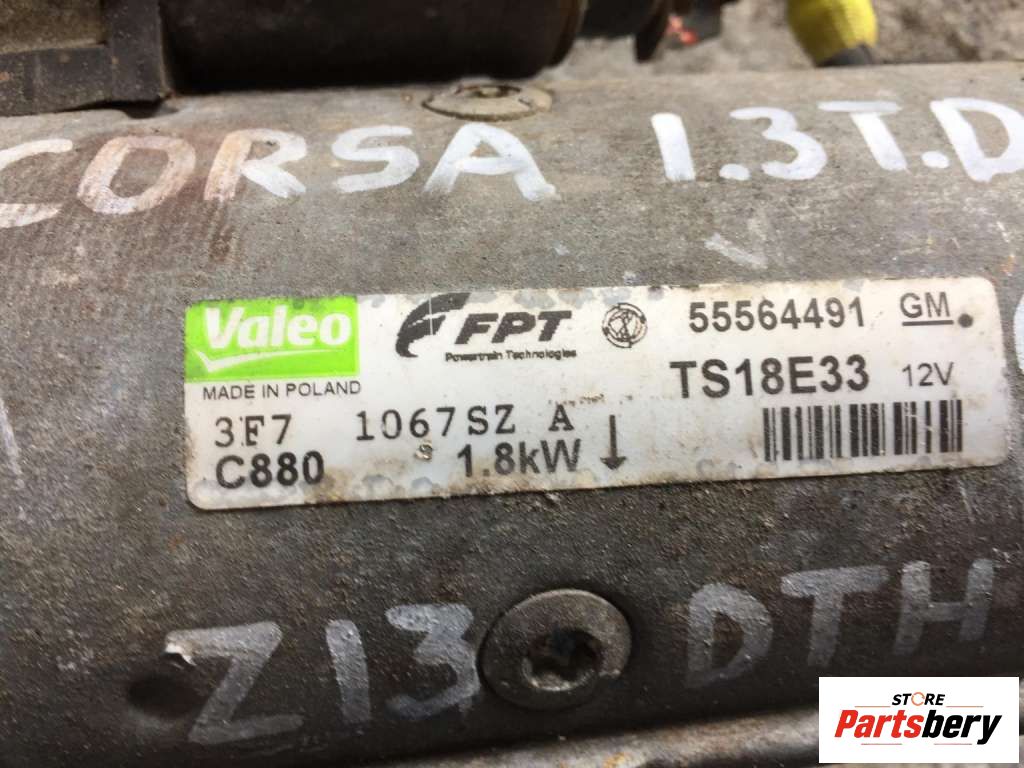 CORSA 1.3T.D
Valeo FPT 55564491 GM
Powertrain Technologies
MADE IN POLAND TS18E33 12V
3F7 1067SZ A
C880 S 1.8kW
Z13 DTH
STORE
Partsbery